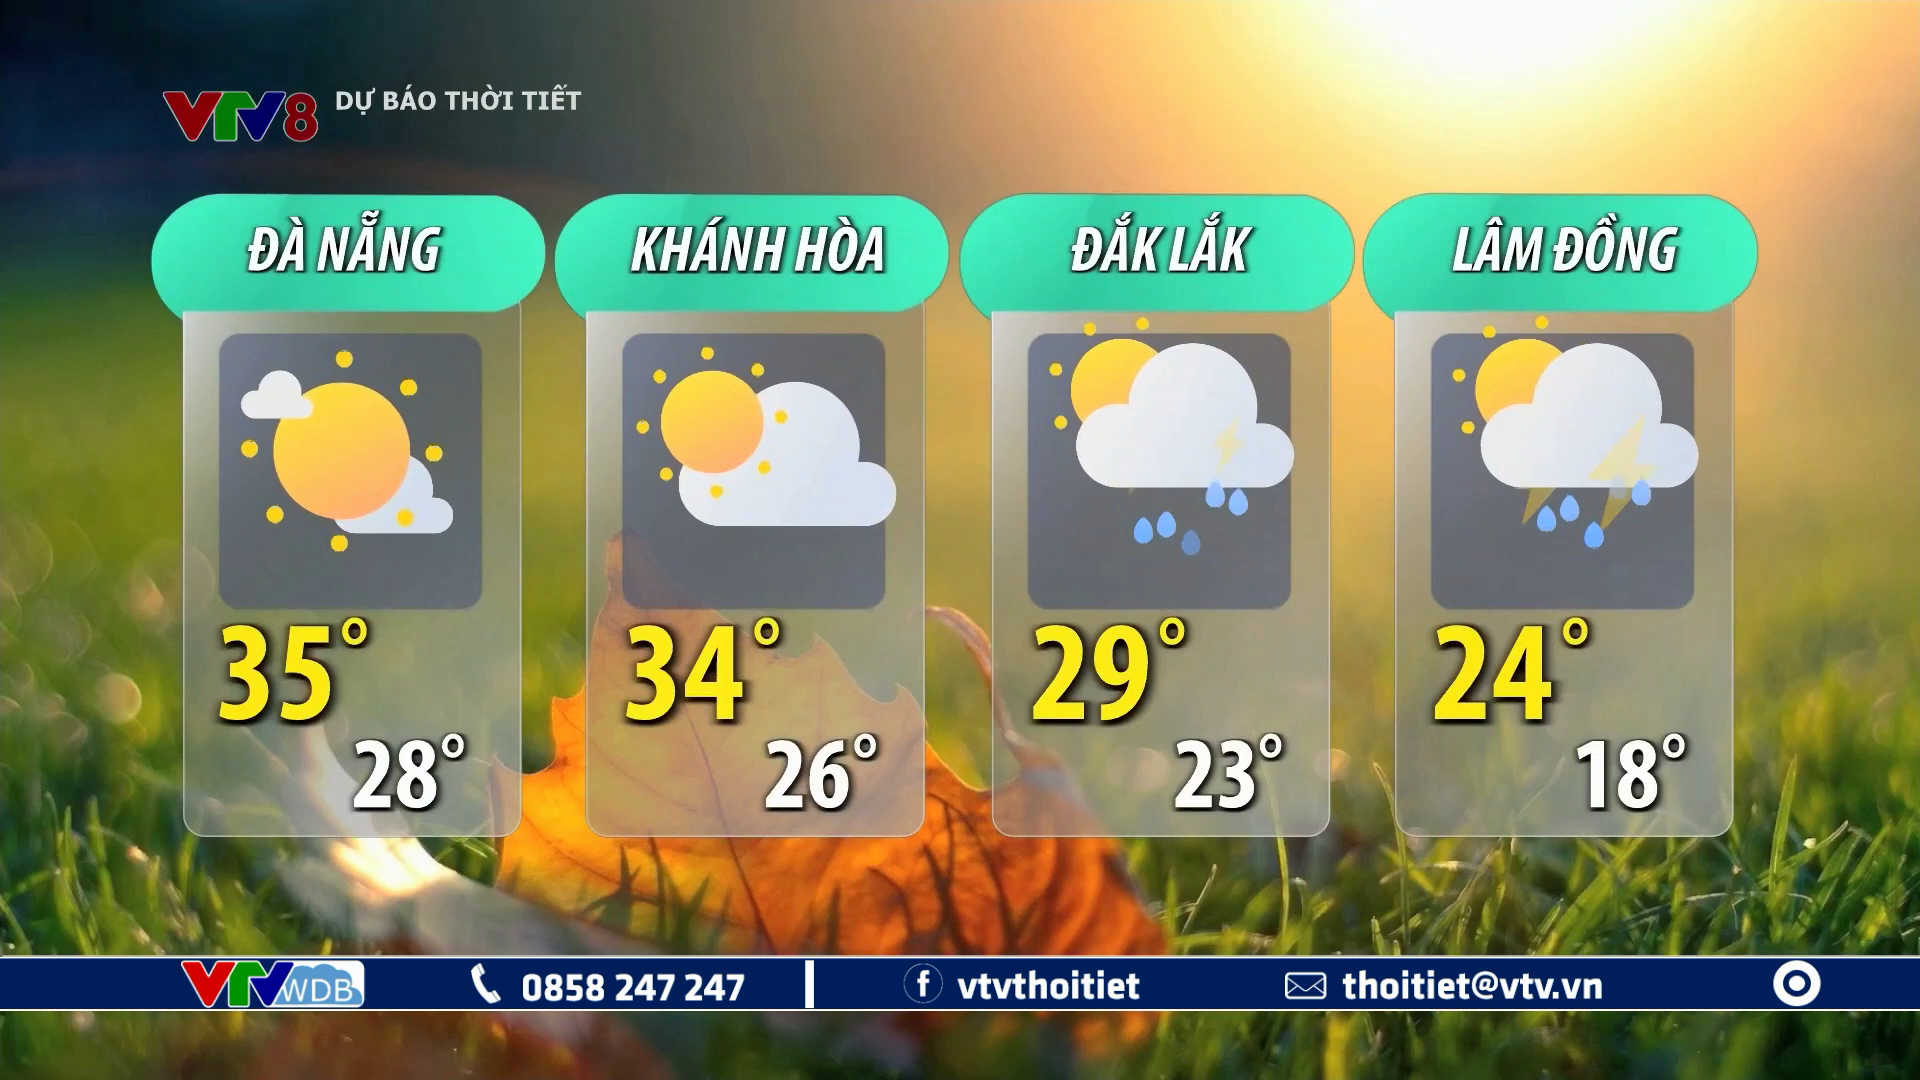 VTV8 DỰ BÁO THỜI TIẾT
ĐÀ NẴNG
35°
28°
KHÁNH HÒA
34°
26°
ĐẮK LẮK
29°
23°
LÂM ĐỒNG
24°
18°
VTV WDB 0858 247 247 vtvthoitiet thoitiet@vtv.vn